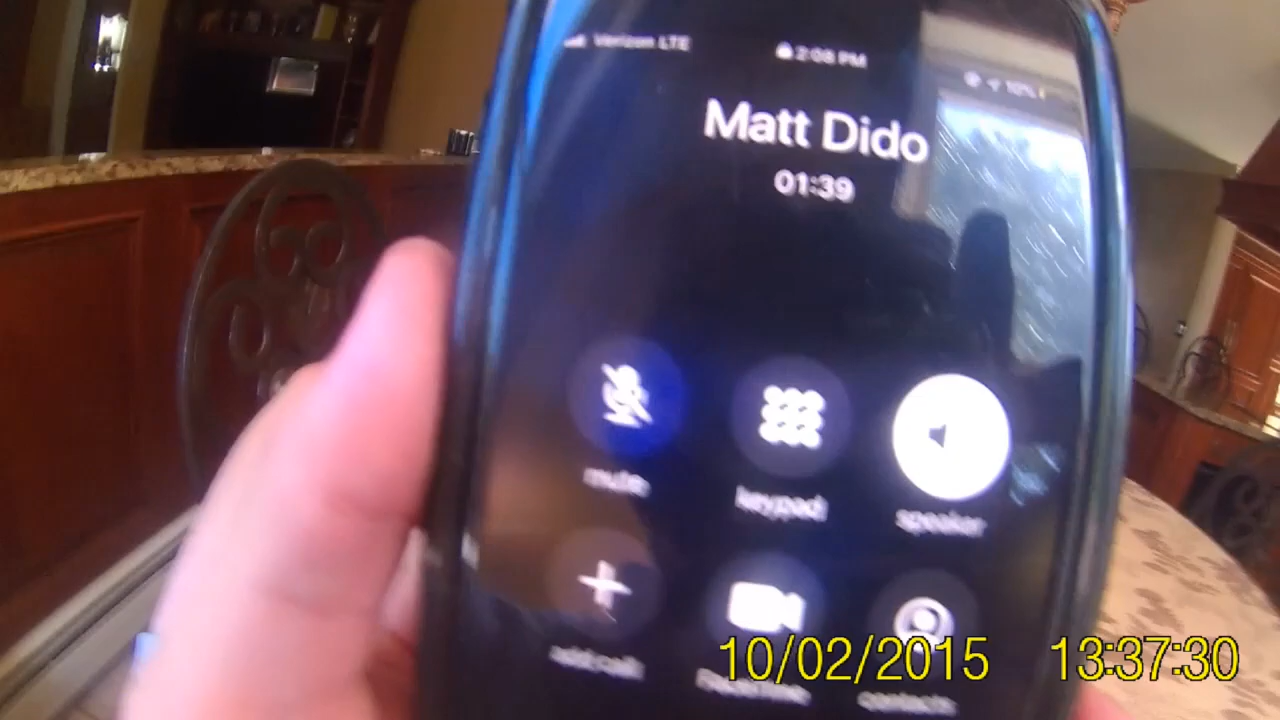 Verizon LTE 2:08 PM 10%
Matt Dido
01:39
mute keypad speaker
add call FaceTime contacts
10/02/2015 13:37:30